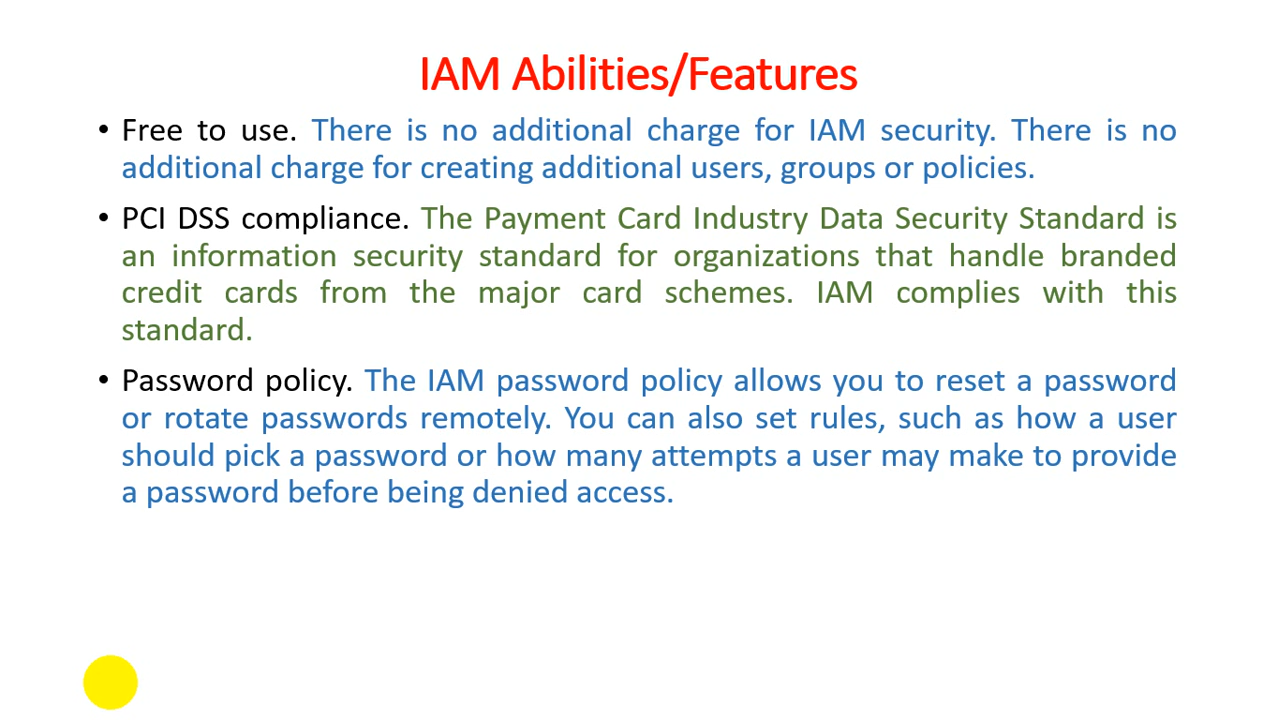 IAM Abilities/Features
• Free to use. There is no additional charge for IAM security. There is no
additional charge for creating additional users, groups or policies.
• PCI DSS compliance. The Payment Card Industry Data Security Standard is
an information security standard for organizations that handle branded
credit cards from the major card schemes. IAM complies with this
standard.
• Password policy. The IAM password policy allows you to reset a password
or rotate passwords remotely. You can also set rules, such as how a user
should pick a password or how many attempts a user may make to provide
a password before being denied access.